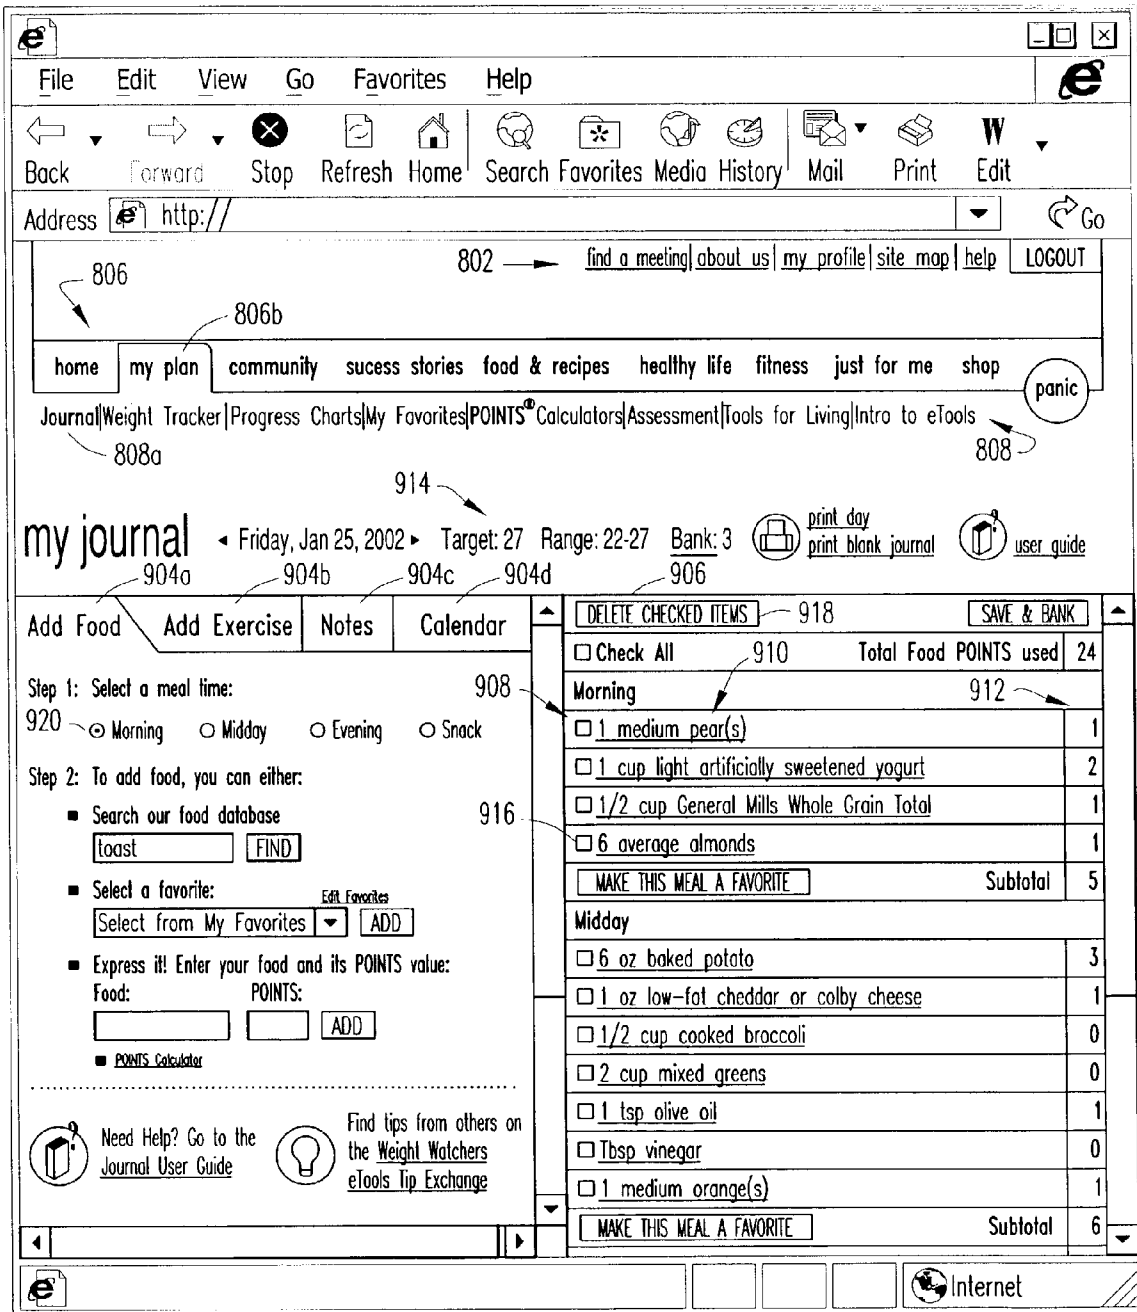 File Edit View Go Favorites Help
Back Forward Stop Refresh Home Search Favorites Media History Mail Print Edit
Address http:// Go
802 find a meeting| about us | my profile | site map | help LOGOUT
806
806b
home my plan community sucess stories food & recipes healthy life fitness just for me shop
panic
Journal|Weight Tracker|Progress Charts|My Favorites|POINTS® Calculators|Assessment|Tools for Living|Intro to eTools
808a 808
914
my journal ◂ Friday, Jan 25, 2002 ▸ Target: 27 Range: 22-27 Bank: 3 print day
print blank journal user guide
904a 904b 904c 904d 906
Add Food Add Exercise Notes Calendar
Step 1: Select a meal time:
920 Morning Midday Evening Snack
Step 2: To add food, you can either:
Search our food database
toast FIND
Select a favorite: Edit Favorites
Select from My Favorites ADD
Express it! Enter your food and its POINTS value:
Food: POINTS:
ADD
POINTS Calculator
Need Help? Go to the
Journal User Guide
Find tips from others on
the Weight Watchers
eTools Tip Exchange
DELETE CHECKED ITEMS 918 SAVE & BANK
Check All 910 Total Food POINTS used 24
908 Morning 912
1 medium pear(s) 1
1 cup light artificially sweetened yogurt 2
1/2 cup General Mills Whole Grain Total 1
916 6 average almonds 1
MAKE THIS MEAL A FAVORITE Subtotal 5
Midday
6 oz baked potato 3
1 oz low-fat cheddar or colby cheese 1
1/2 cup cooked broccoli 0
2 cup mixed greens 0
1 tsp olive oil 1
Tbsp vinegar 0
1 medium orange(s) 1
MAKE THIS MEAL A FAVORITE Subtotal 6
Internet